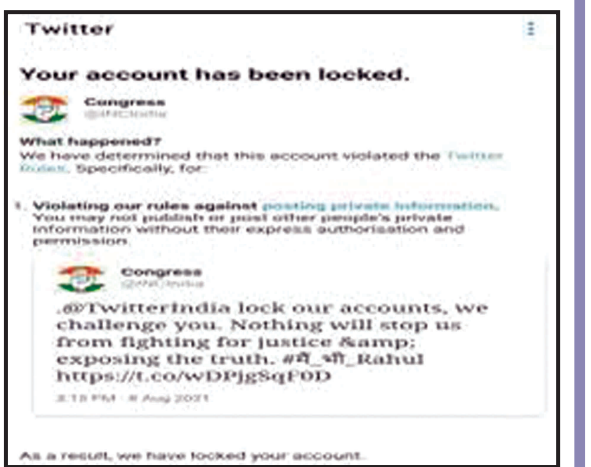 Twitter
Your account has been locked.
Congress
@INCIndia
What happened?
We have determined that this account violated the Twitter
Rules. Specifically, for:
1. Violating our rules against posting private information.
You may not publish or post other people's private
information without their express authorisation and
permission.
Congress
@INCIndia
.@TwitterIndia lock our accounts, we
challenge you. Nothing will stop us
from fighting for justice &amp;
exposing the truth. #मैं_भी_Rahul
https://t.co/wDPjgSqF0D
3:15 PM · 8 Aug 2021
As a result, we have locked your account.